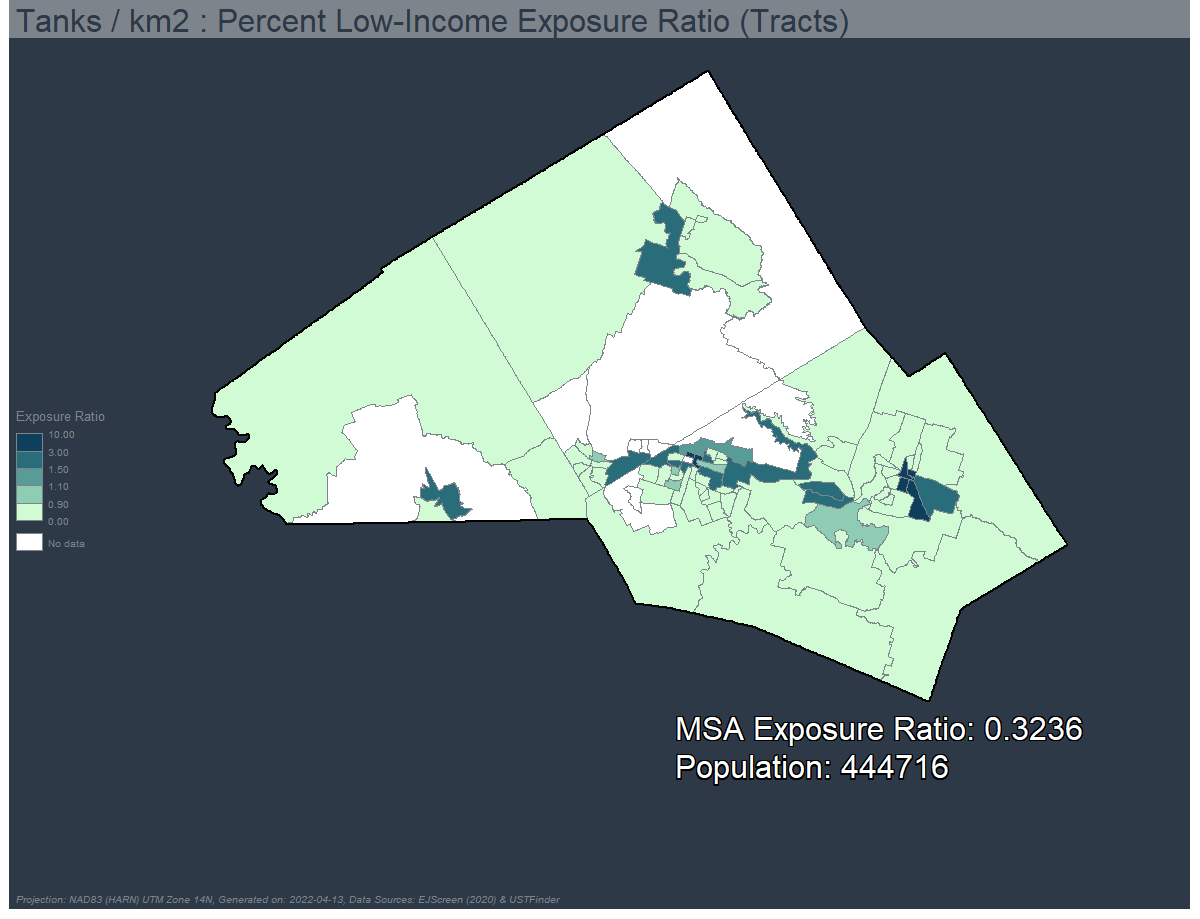 Tanks / km2 : Percent Low-Income Exposure Ratio (Tracts)
Exposure Ratio
10.00
3.00
1.50
1.10
0.90
0.00
No data
MSA Exposure Ratio: 0.3236
Population: 444716
Projection: NAD83 (HARN) UTM Zone 14N, Generated on: 2022-04-13, Data Sources: EJScreen (2020) & USTFinder